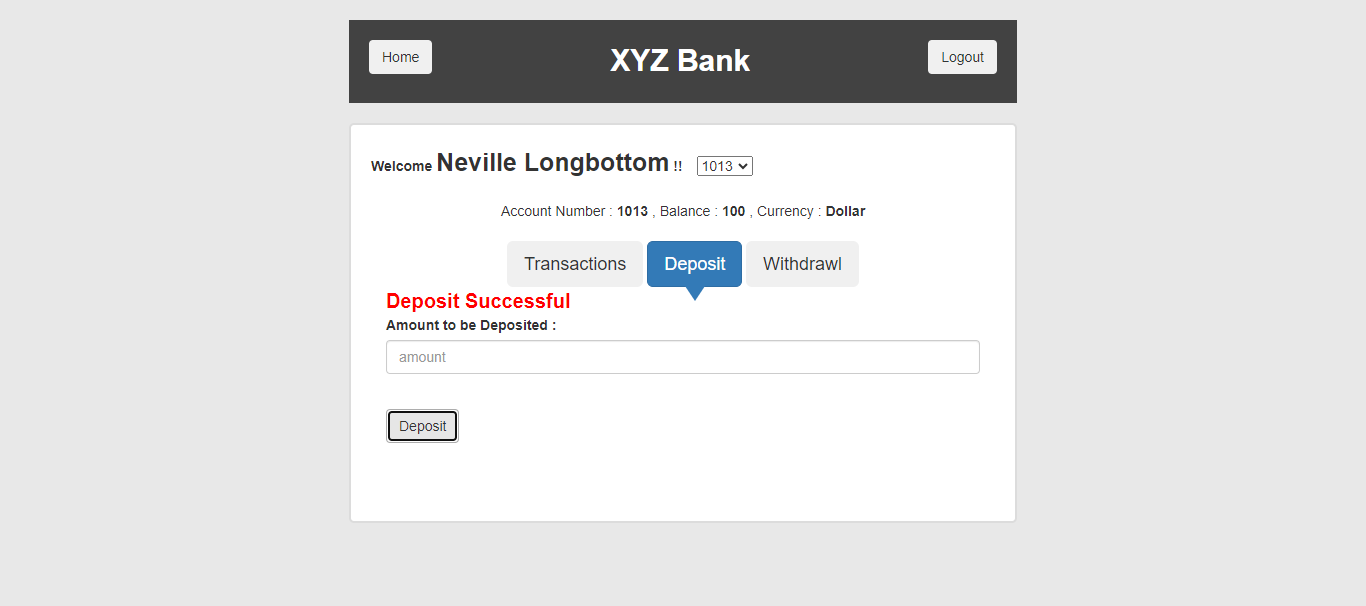 Home XYZ Bank Logout
Welcome Neville Longbottom !! 1013
Account Number : 1013 , Balance : 100 , Currency : Dollar
Transactions Deposit Withdrawl
Deposit Successful
Amount to be Deposited :
amount
Deposit